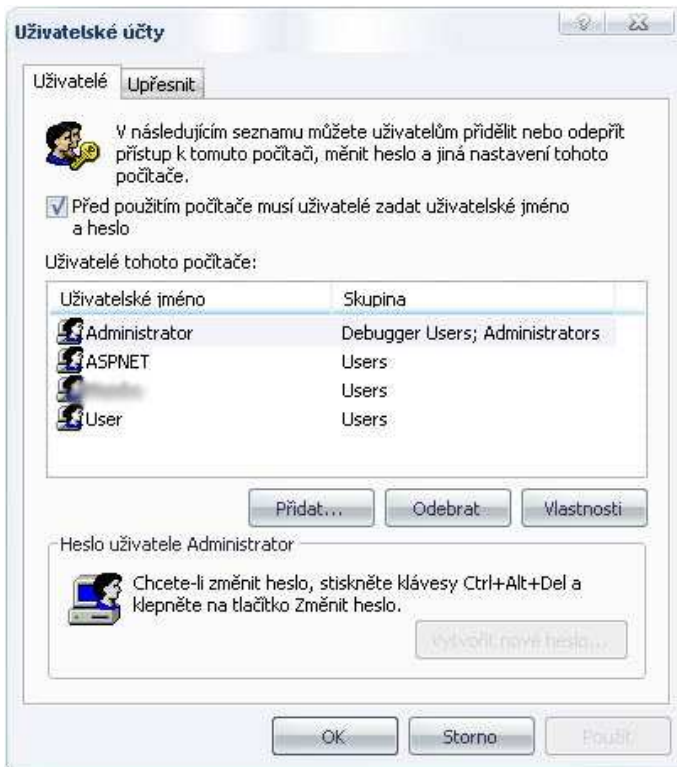 Uživatelské účty
Uživatelé
Upřesnit
V následujícím seznamu můžete uživatelům přidělit nebo odepřít
přístup k tomuto počítači, měnit heslo a jiná nastavení tohoto
počítače.
Před použitím počítače musí uživatelé zadat uživatelské jméno
a heslo
Uživatelé tohoto počítače:
Uživatelské jméno Skupina
Administrator Debugger Users; Administrators
ASPNET Users
Users
User Users
Přidat... Odebrat Vlastnosti
Heslo uživatele Administrator
Chcete-li změnit heslo, stiskněte klávesy Ctrl+Alt+Del a
klepněte na tlačítko Změnit heslo.
Vytvořit nové heslo...
OK Storno Použít